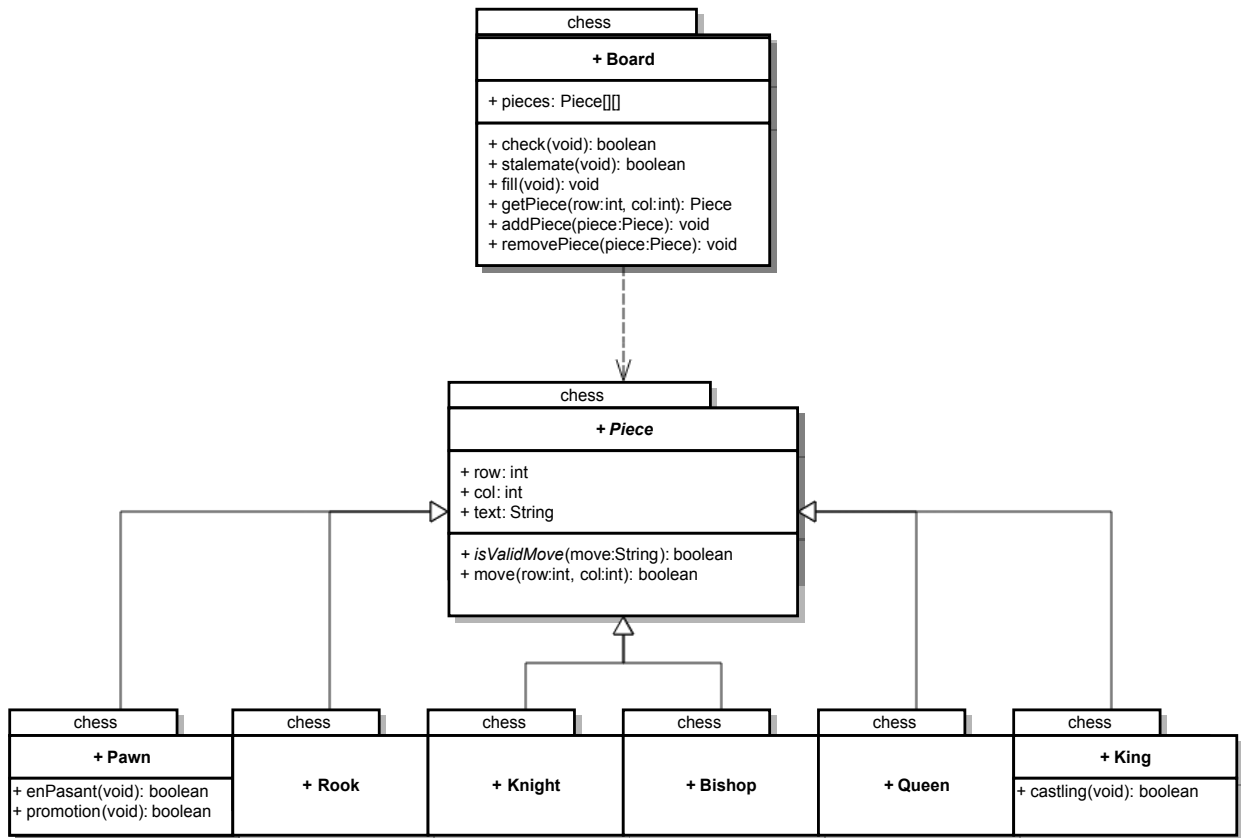 chess
+ Board
+ pieces: Piece[][]
+ check(void): boolean
+ stalemate(void): boolean
+ fill(void): void
+ getPiece(row:int, col:int): Piece
+ addPiece(piece:Piece): void
+ removePiece(piece:Piece): void
chess
+ Piece
+ row: int
+ col: int
+ text: String
+ isValidMove(move:String): boolean
+ move(row:int, col:int): boolean
chess
+ Pawn
+ enPasant(void): boolean
+ promotion(void): boolean
chess
+ Rook
chess
+ Knight
chess
+ Bishop
chess
+ Queen
chess
+ King
+ castling(void): boolean